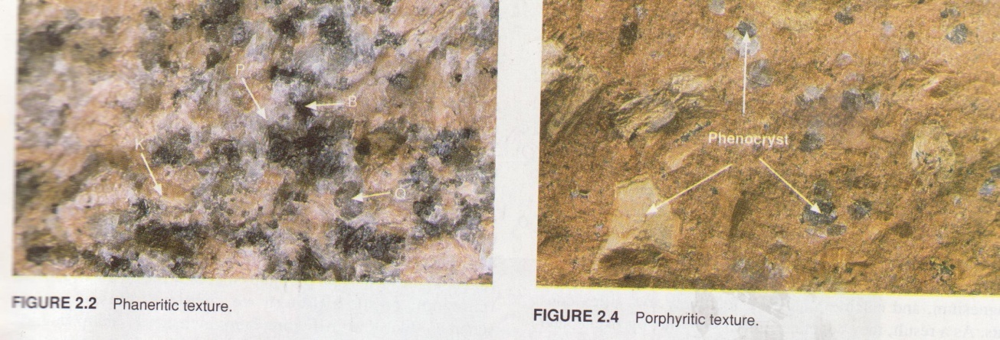 P
B
K
Q
FIGURE 2.2 Phaneritic texture.
Phenocryst
FIGURE 2.4 Porphyritic texture.